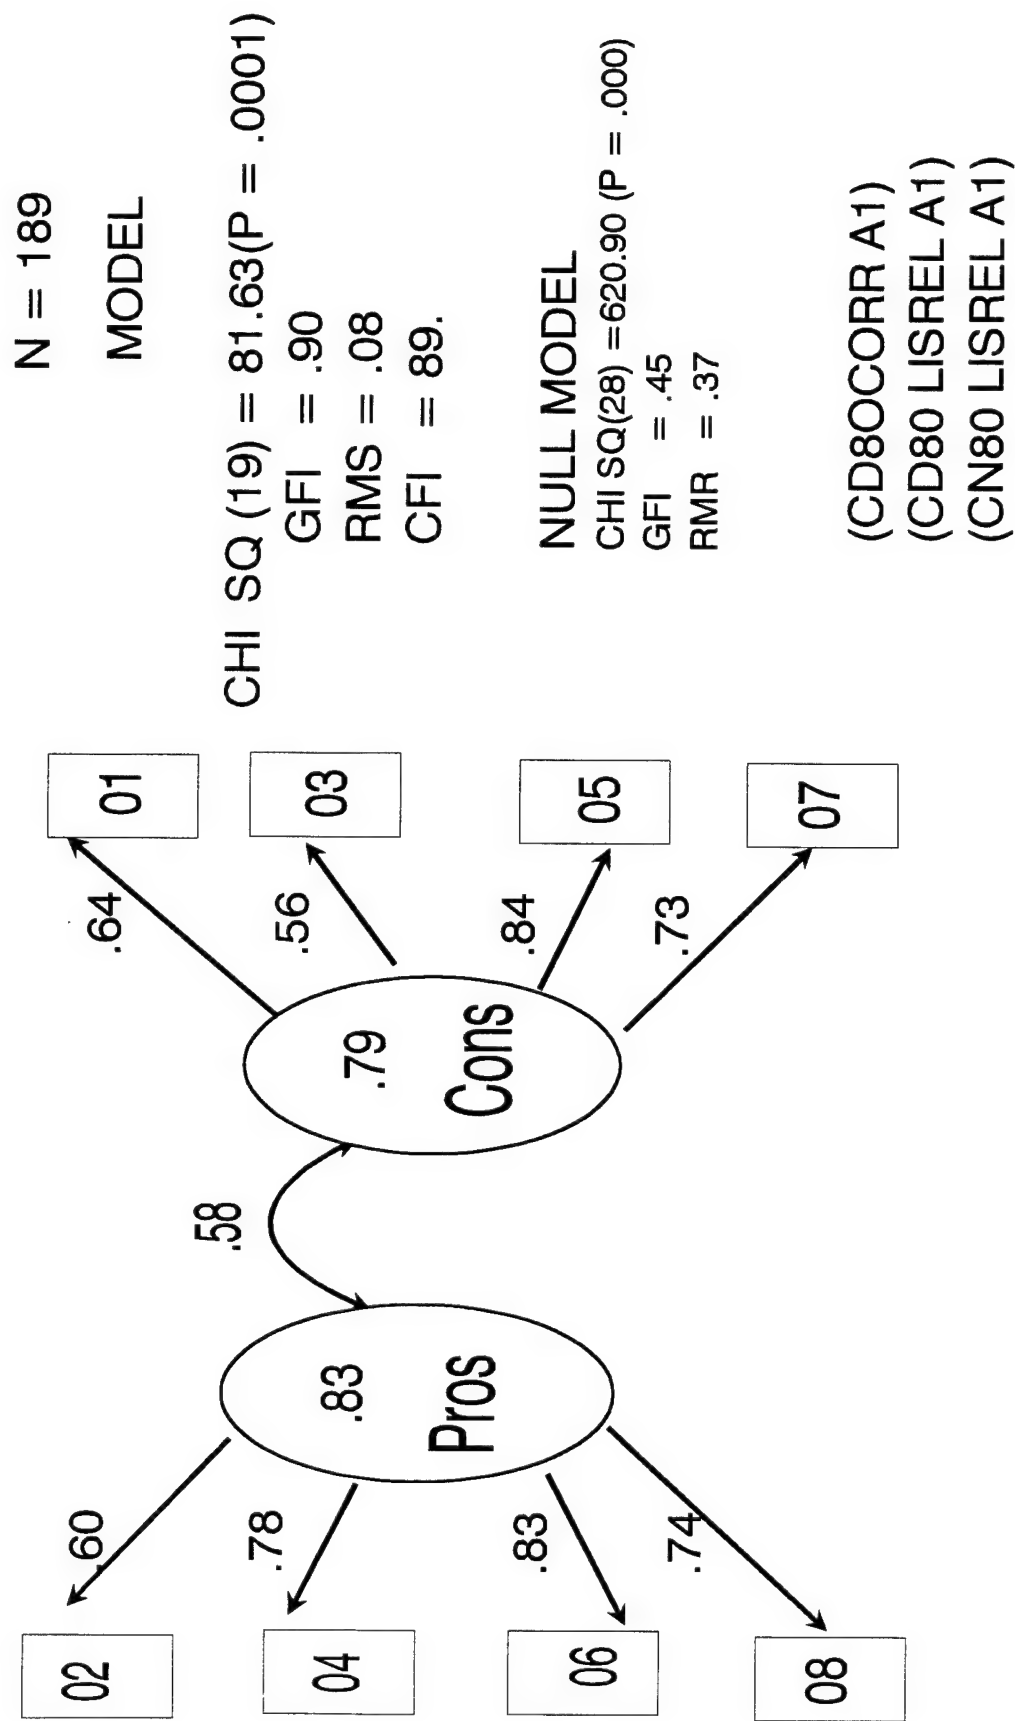 02
04
06
08
.60
.78
.83
.74
.83
Pros
.58
.79
Cons
.64
.56
.84
.73
01
03
05
07
N = 189
MODEL
CHI SQ (19) = 81.63(P = .0001)
GFI = .90
RMS = .08
CFI = 89.
NULL MODEL
CHI SQ(28) =620.90 (P = .000)
GFI = .45
RMR = .37
(CD8OCORR A1)
(CD80 LISREL A1)
(CN80 LISREL A1)